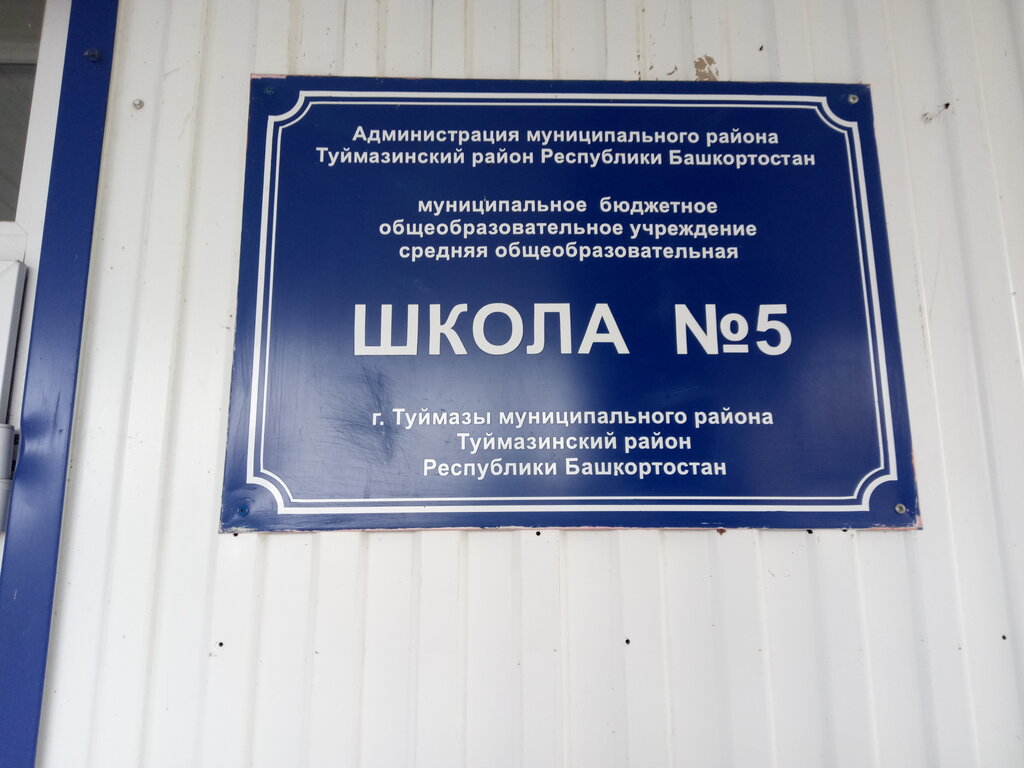 Администрация муниципального района
Туймазинский район Республики Башкортостан
муниципальное бюджетное
общеобразовательное учреждение
средняя общеобразовательная
ШКОЛА №5
г. Туймазы муниципального района
Туймазинский район
Республики Башкортостан